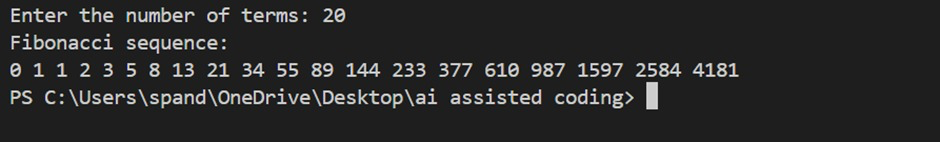 Enter the number of terms: 20
Fibonacci sequence:
0 1 1 2 3 5 8 13 21 34 55 89 144 233 377 610 987 1597 2584 4181
PS C:\Users\spand\OneDrive\Desktop\ai assisted coding>